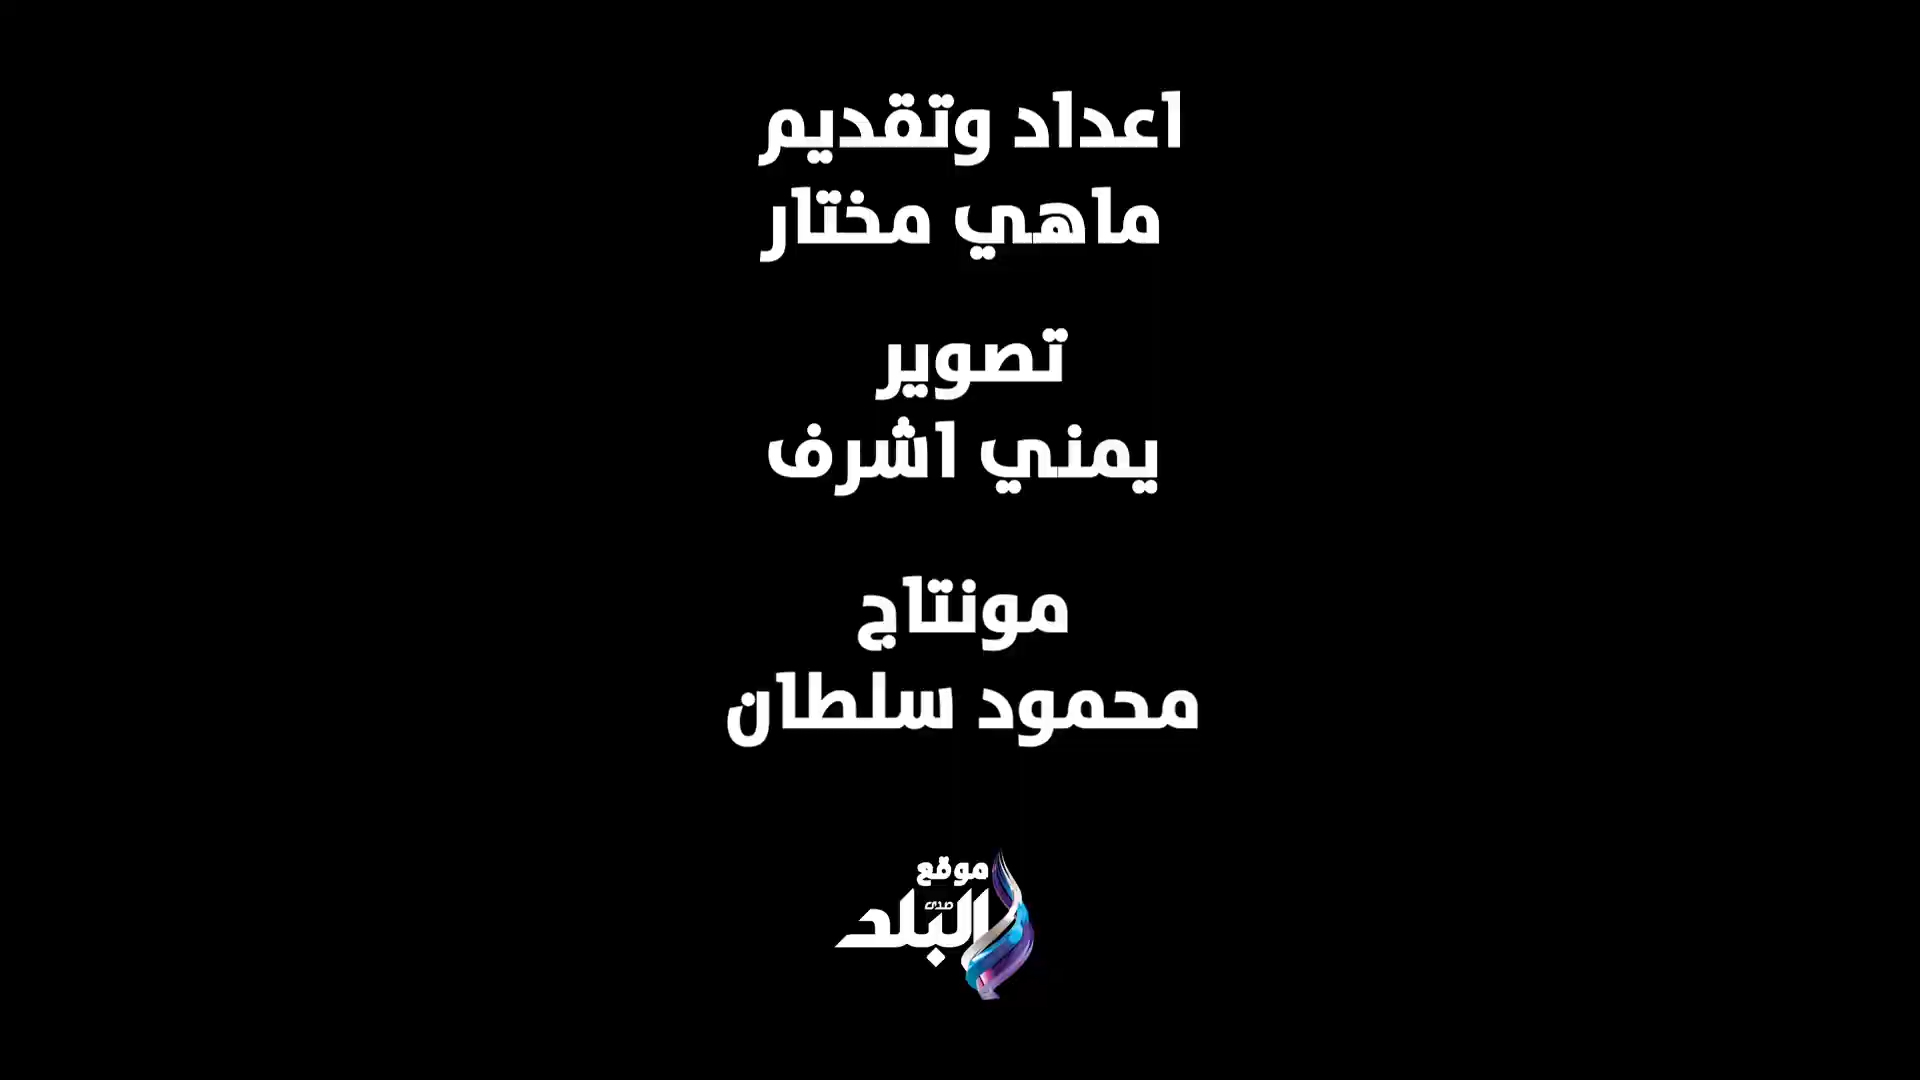 اعداد وتقديم
ماهي مختار
تصوير
يمني اشرف
مونتاج
محمود سلطان
موقع
صدى
البلد